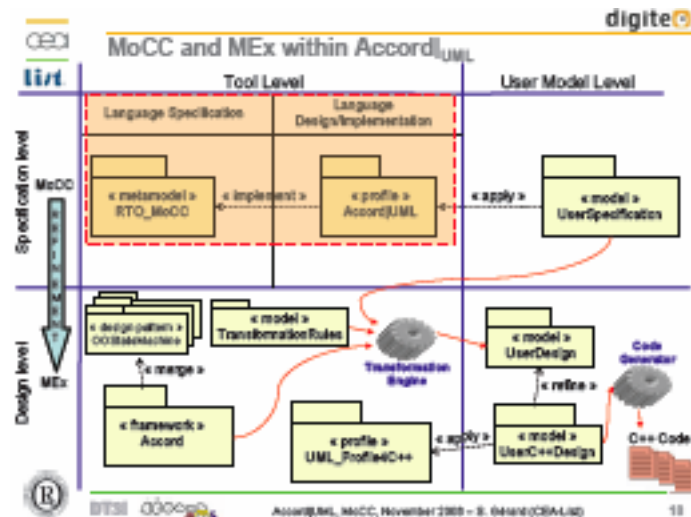 digiteo
cea
list
MoCC and MEx within Accord|UML
Tool Level
User Model Level
Language Specification
Language
Design/Implementation
Specification level
MoCC
« metamodel »
RTO_MoCC
« implement »
« profile »
Accord|UML
« apply »
« model »
UserSpecification
REFINEMENT
Design level
MEx
« design pattern »
OOStateMachine
« model »
TransformationRules
Transformation
Engine
« model »
UserDesign
Code
Generator
« merge »
« refine »
« framework »
Accord
« profile »
UML_Profile4C++
« apply »
« model »
UserC++Design
C++ Code
R
DTSI
Accord|UML, MoCC, November 2008 – S. Gérard (CEA-List)